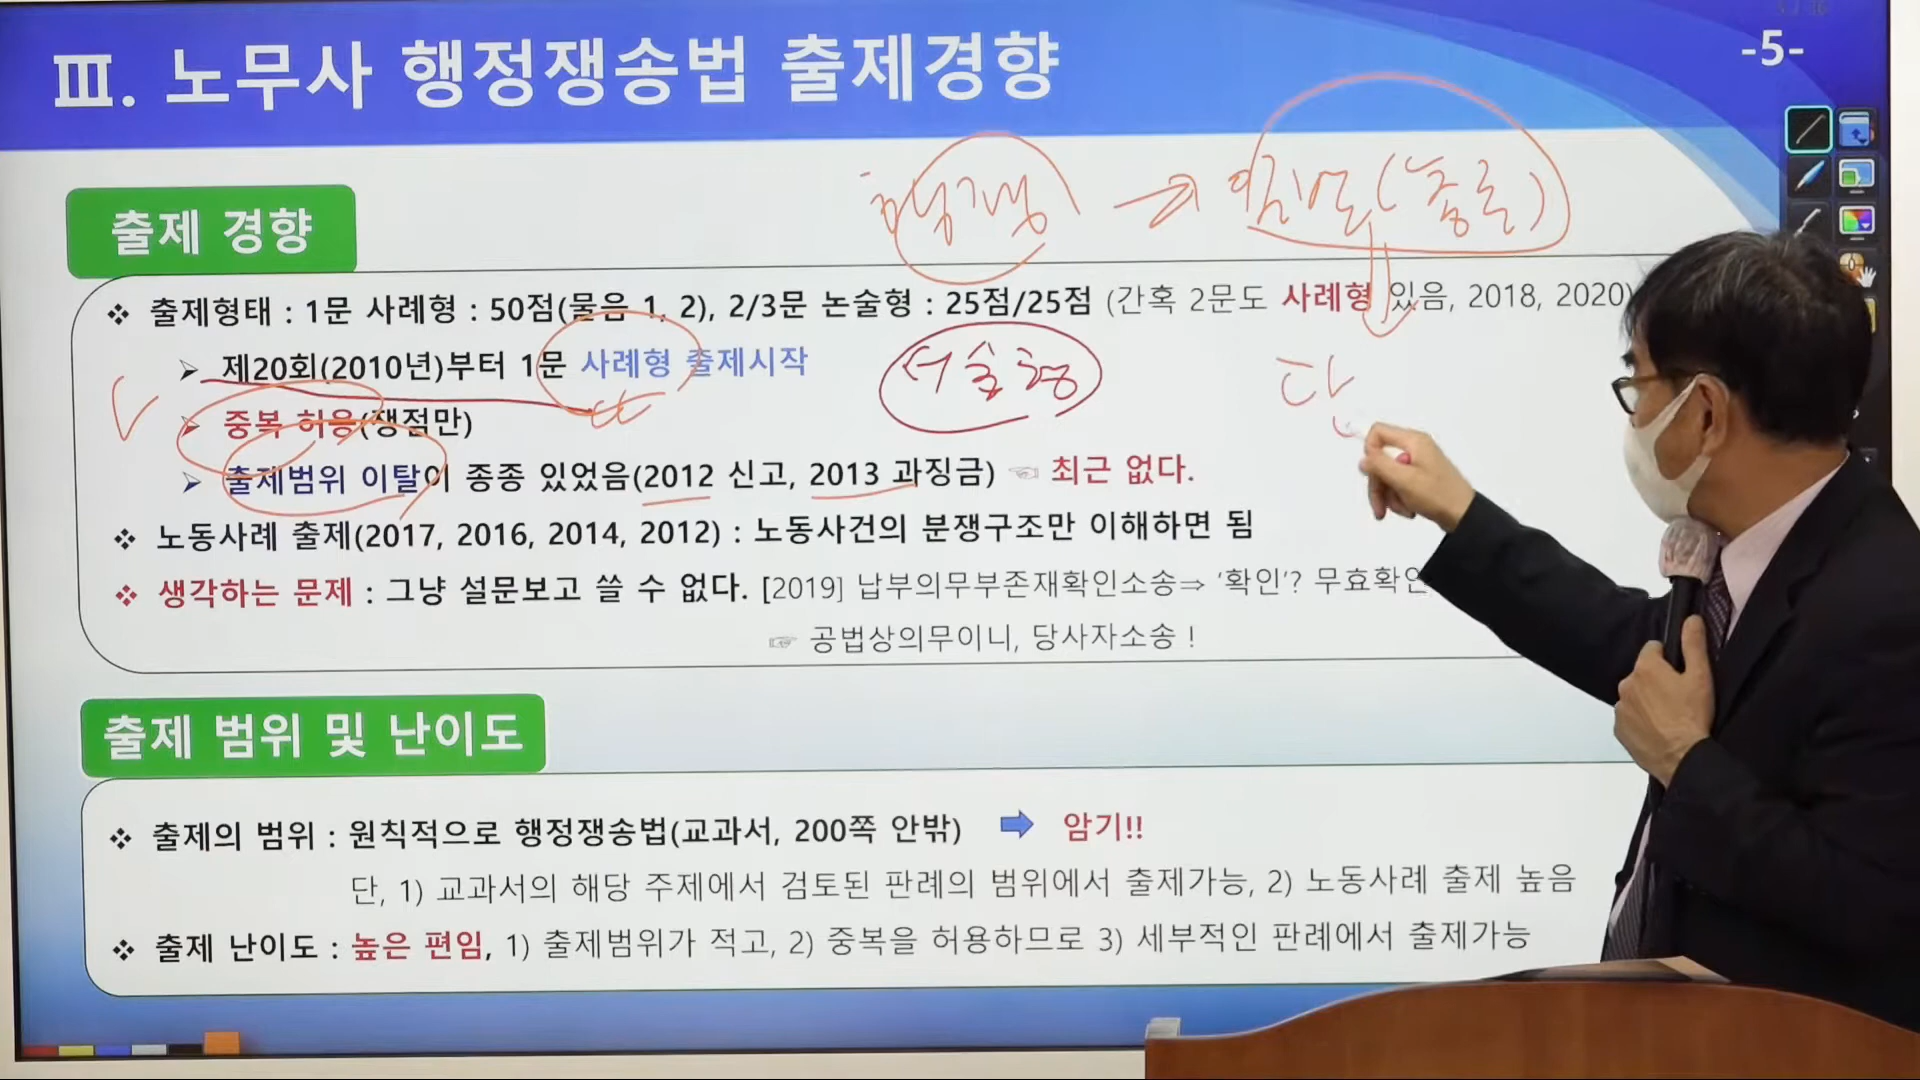 Ⅲ. 노무사 행정쟁송법 출제경향
-5-
행쟁 → 일반(총론)
출제 경향
❖ 출제형태 : 1문 사례형 : 50점(물음 1, 2), 2/3문 논술형 : 25점/25점 (간혹 2문도 사례형 있음, 2018, 2020)
➢ 제20회(2010년)부터 1문 사례형 출제시작
서술형
단
➢ 중복 허용(쟁점만)
➢ 출제범위 이탈이 종종 있었음(2012 신고, 2013 과징금) ☜ 최근 없다.
❖ 노동사례 출제(2017, 2016, 2014, 2012) : 노동사건의 분쟁구조만 이해하면 됨
❖ 생각하는 문제 : 그냥 설문보고 쓸 수 없다. [2019] 납부의무부존재확인소송⇒ ‘확인’? 무효확인
☞ 공법상의무이니, 당사자소송 !
출제 범위 및 난이도
❖ 출제의 범위 : 원칙적으로 행정쟁송법(교과서, 200쪽 안밖) ➡ 암기!!
단, 1) 교과서의 해당 주제에서 검토된 판례의 범위에서 출제가능, 2) 노동사례 출제 높음
❖ 출제 난이도 : 높은 편임, 1) 출제범위가 적고, 2) 중복을 허용하므로 3) 세부적인 판례에서 출제가능